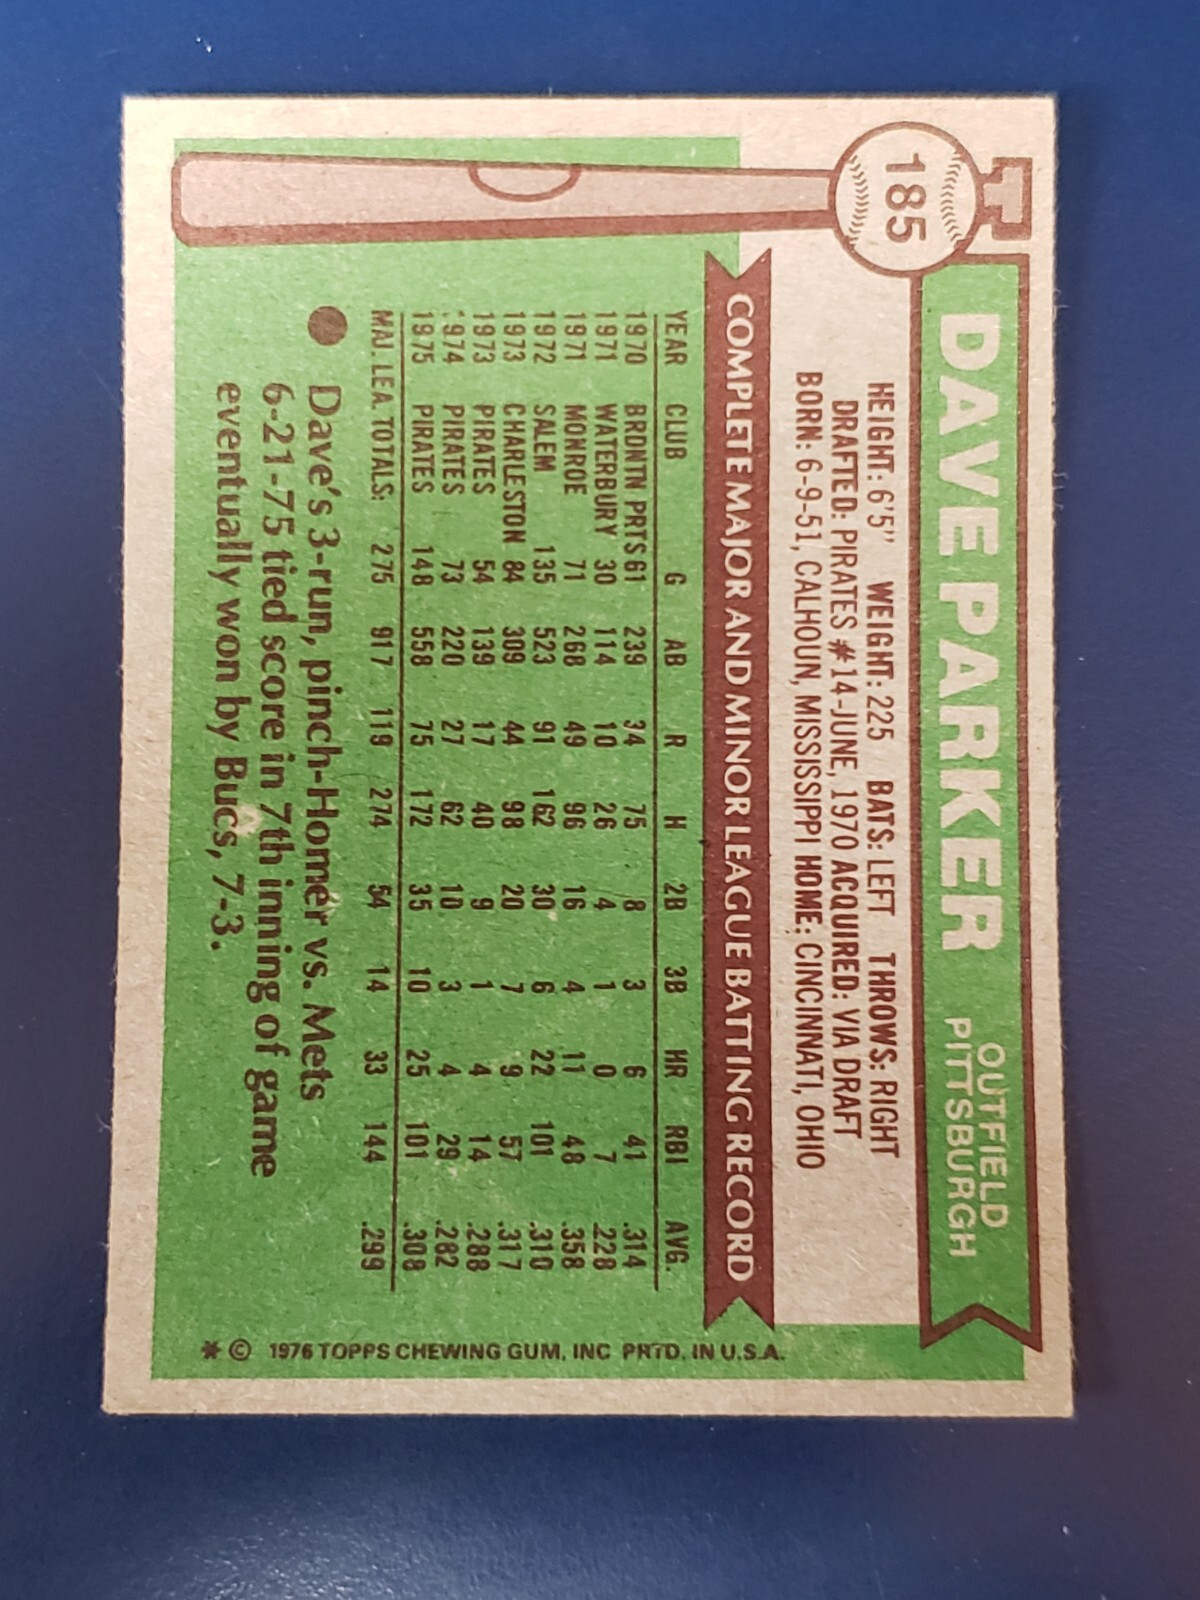 185
DAVE PARKER
OUTFIELD
PITTSBURGH
HEIGHT: 6'5" WEIGHT: 225 BATS: LEFT THROWS: RIGHT
DRAFTED: PIRATES #14-JUNE, 1970 ACQUIRED: VIA DRAFT
BORN: 6-9-51, CALHOUN, MISSISSIPPI HOME: CINCINNATI, OHIO
COMPLETE MAJOR AND MINOR LEAGUE BATTING RECORD
YEAR CLUB G AB R H 2B 3B HR RBI AVG.
1970 BRDNTN PRTS 61 239 34 75 8 3 6 41 .314
1971 WATERBURY 30 114 10 26 4 1 0 7 .228
1971 MONROE 71 268 49 96 16 4 11 48 .358
1972 SALEM 135 523 91 162 30 6 22 101 .310
1973 CHARLESTON 84 309 44 98 20 7 9 57 .317
1973 PIRATES 54 139 17 40 9 1 4 14 .288
1974 PIRATES 73 220 27 62 10 3 4 29 .282
1975 PIRATES 148 558 75 172 35 10 25 101 .308
MAJ. LEA. TOTALS: 275 917 119 274 54 14 33 144 .299
● Dave's 3-run, pinch-Homer vs. Mets
6-21-75 tied score in 7th inning of game
eventually won by Bucs, 7-3.
* © 1976 TOPPS CHEWING GUM, INC PRTD. IN U.S.A.